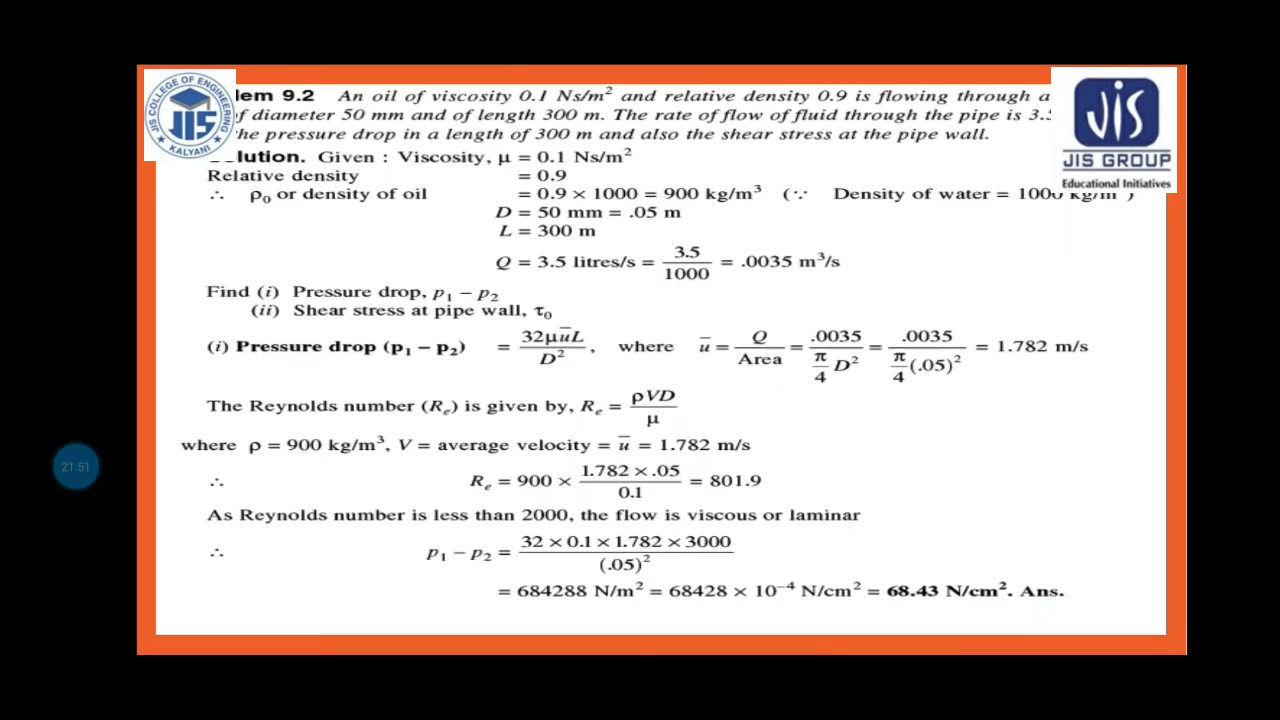 JIS COLLEGE OF ENGINEERING
JIS
KALYANI
lem 9.2 An oil of viscosity 0.1 Ns/m² and relative density 0.9 is flowing through a
f diameter 50 mm and of length 300 m. The rate of flow of fluid through the pipe is 3.5
he pressure drop in a length of 300 m and also the shear stress at the pipe wall.
JiS
JIS GROUP
Educational Initiatives
olution. Given : Viscosity, μ = 0.1 Ns/m²
Relative density = 0.9
∴ ρ₀ or density of oil = 0.9 × 1000 = 900 kg/m³ (∵ Density of water = 1000 kg/m³)
D = 50 mm = .05 m
L = 300 m
Q = 3.5 litres/s = 3.5/1000 = .0035 m³/s
Find (i) Pressure drop, p₁ – p₂
(ii) Shear stress at pipe wall, τ₀
(i) Pressure drop (p₁ – p₂) = 32μūL/D², where ū = Q/Area = .0035/(π/4 D²) = .0035/(π/4 (.05)²) = 1.782 m/s
The Reynolds number (Rₑ) is given by, Rₑ = ρVD/μ
where ρ = 900 kg/m³, V = average velocity = ū = 1.782 m/s
∴ Rₑ = 900 × 1.782 × .05/0.1 = 801.9
As Reynolds number is less than 2000, the flow is viscous or laminar
∴ p₁ – p₂ = 32 × 0.1 × 1.782 × 3000/(.05)²
= 684288 N/m² = 68428 × 10⁻⁴ N/cm² = 68.43 N/cm². Ans.
21:51